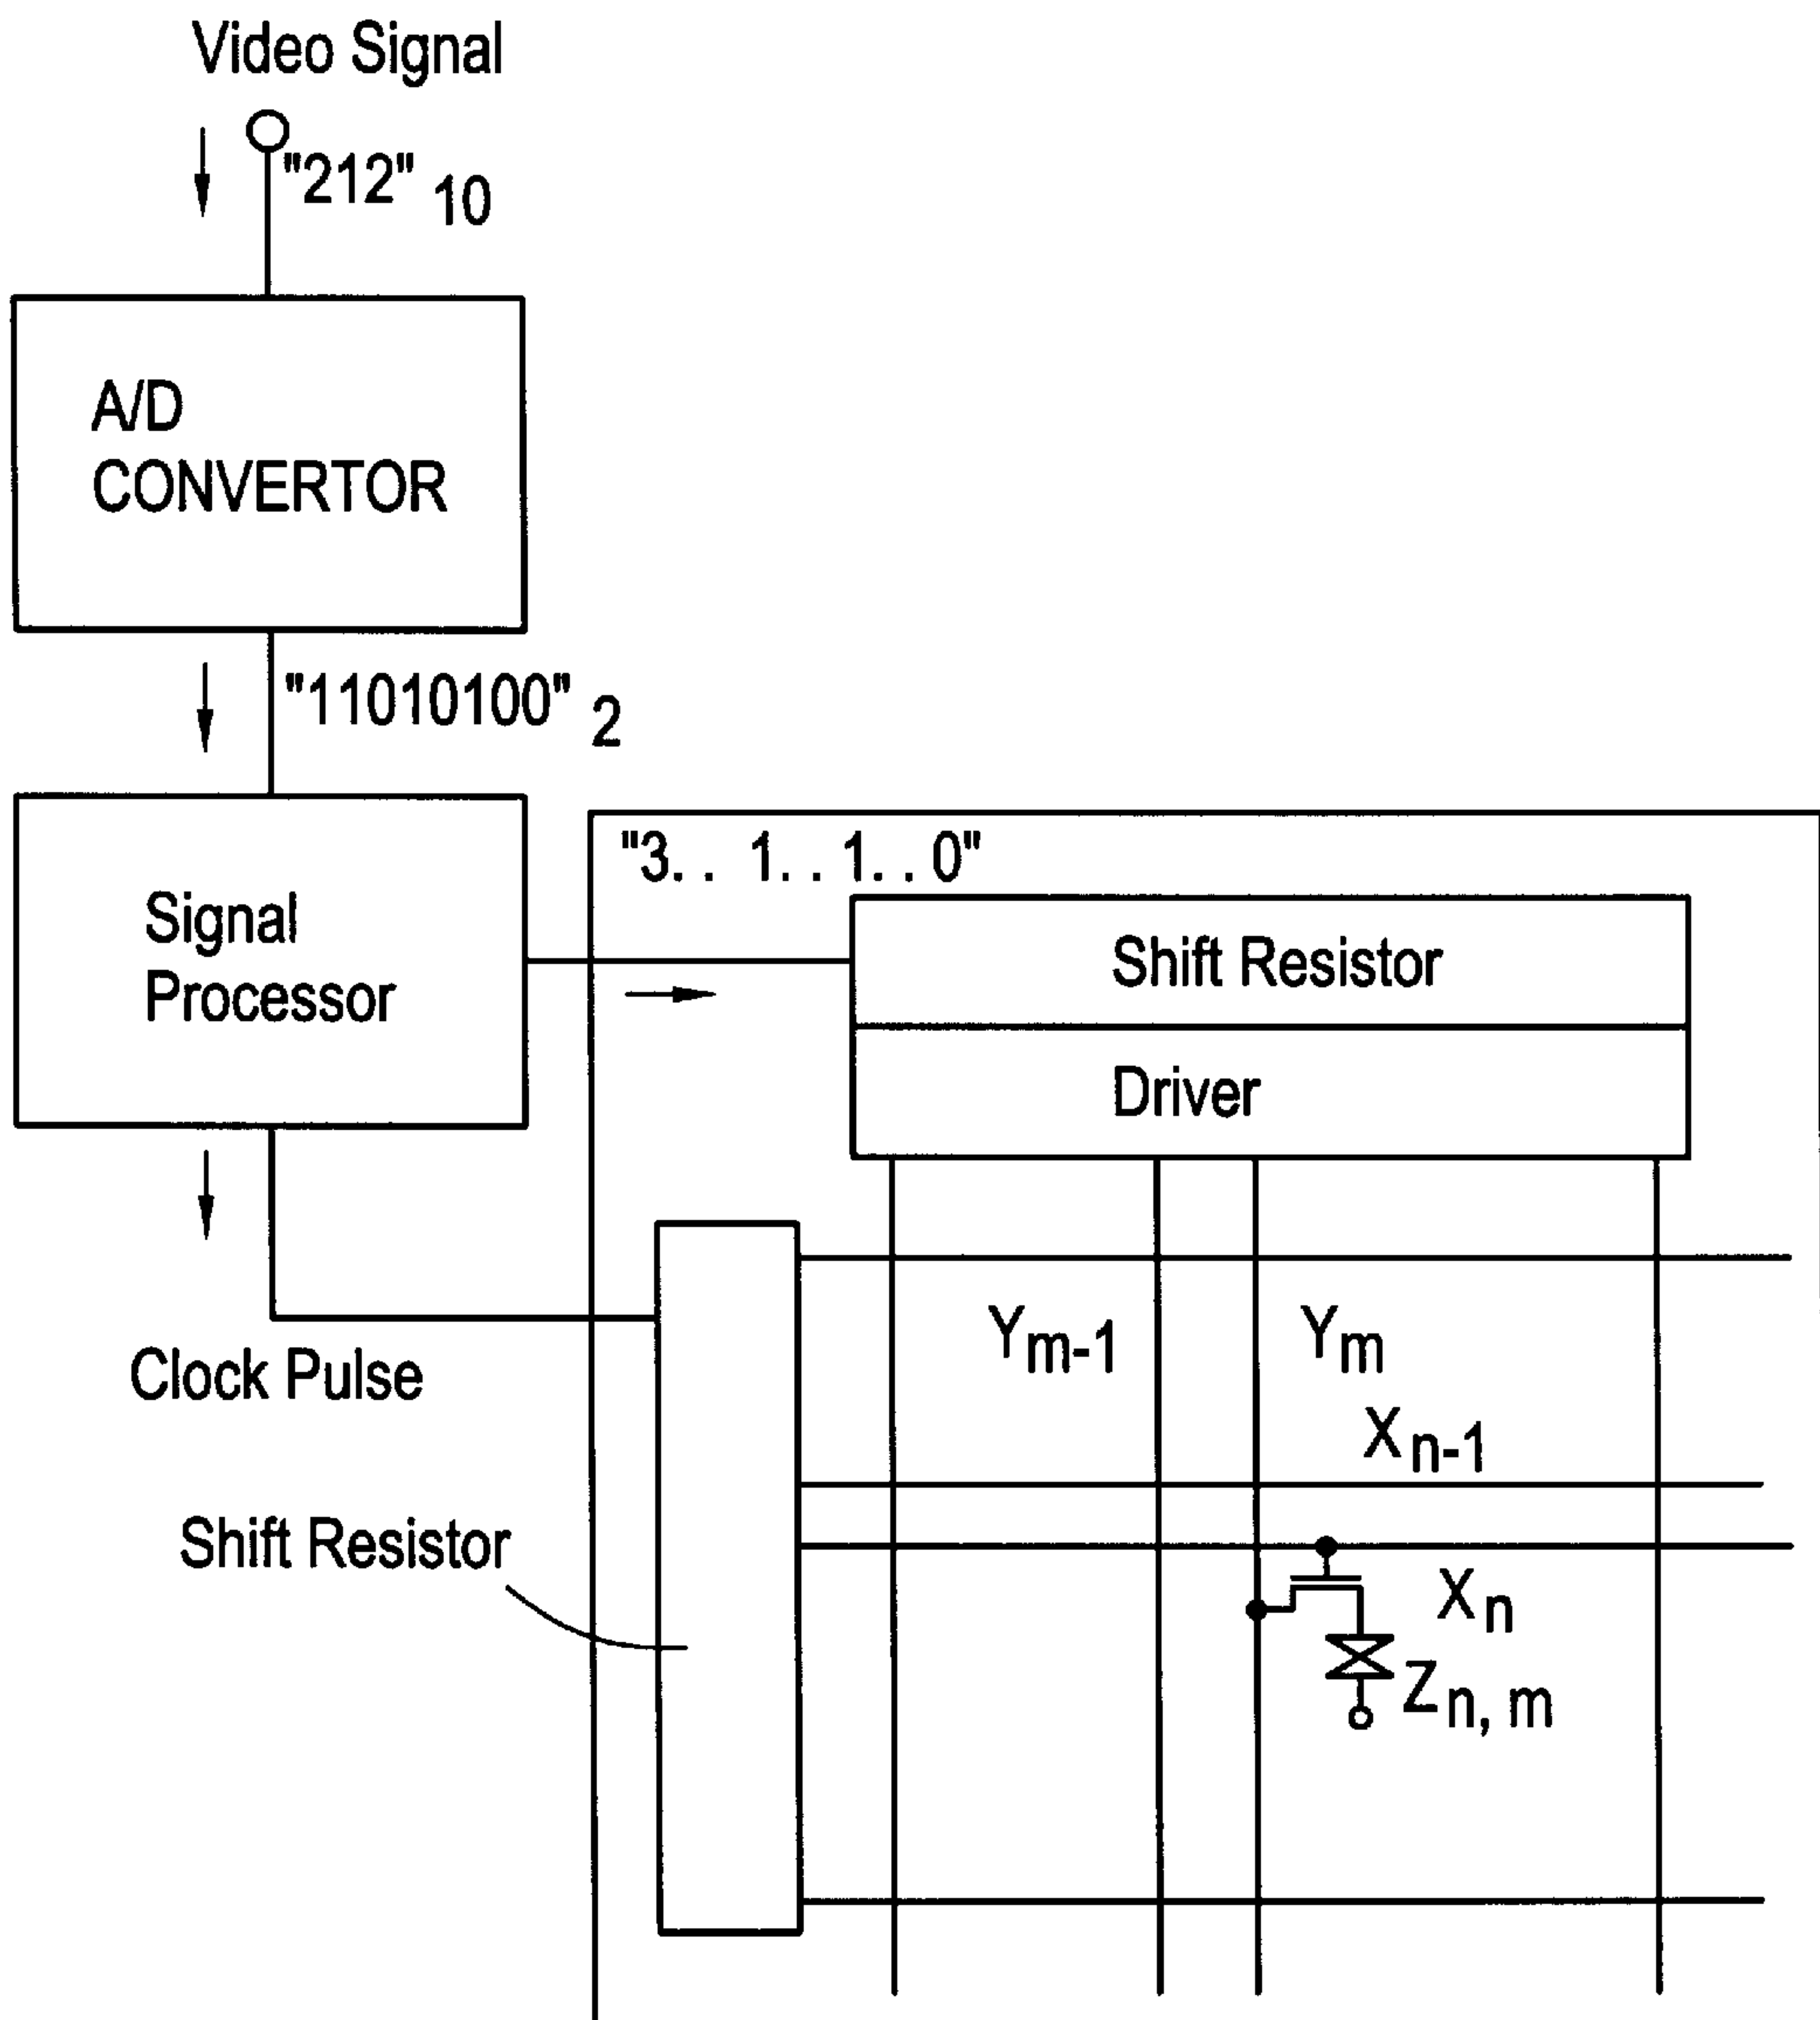 Video Signal
"212" 10
A/D
CONVERTOR
"11010100" 2
"3. . 1. . 1. . 0"
Signal
Processor
Shift Resistor
Driver
Ym-1
Ym
Clock Pulse
Xn-1
Shift Resistor
Xn
Zn, m